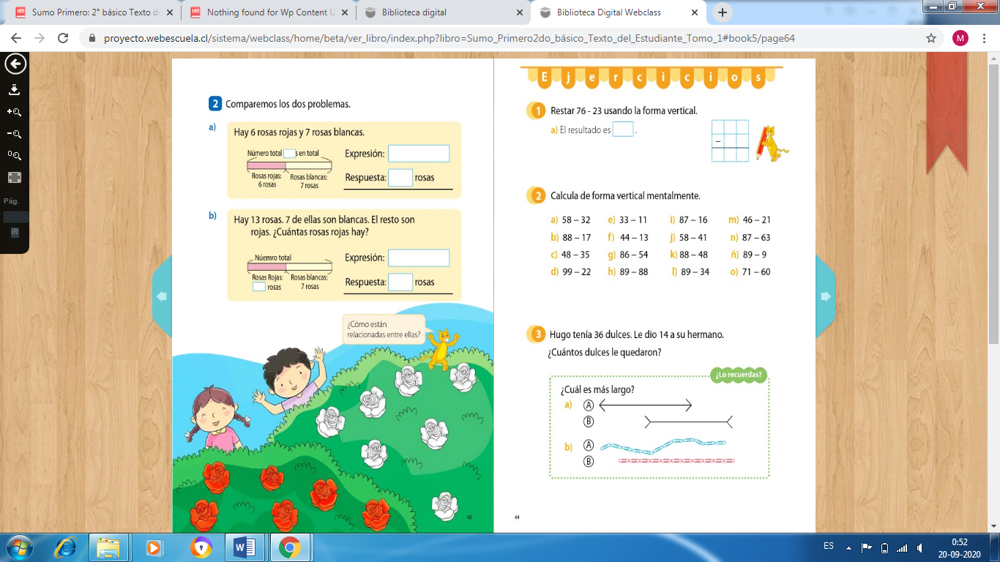 Sumo Primero: 2° básico Texto d
Nothing found for Wp Content U
Biblioteca digital
Biblioteca Digital Webclass
proyecto.webescuela.cl/sistema/webclass/home/beta/ver_libro/index.php?libro=Sumo_Primero2do_básico_Texto_del_Estudiante_Tomo_1#book5/page64
M
Pág.
IR
2 Comparemos los dos problemas.
a)
Hay 6 rosas rojas y 7 rosas blancas.
Número total s en total
Rosas rojas:
6 rosas
Rosas blancas:
7 rosas
Expresión:
Respuesta: rosas
b)
Hay 13 rosas. 7 de ellas son blancas. El resto son
rojas. ¿Cuántas rosas rojas hay?
Núemro total
Rosas Rojas:
rosas
Rosas blancas:
7 rosas
Expresión:
Respuesta: rosas
¿Cómo están
relacionadas entre ellas?
63
Ejercicios
1 Restar 76 - 23 usando la forma vertical.
a) El resultado es .
–
2 Calcula de forma vertical mentalmente.
a) 58 – 32 e) 33 – 11 i) 87 – 16 m) 46 – 21
b) 88 – 17 f) 44 – 13 j) 58 – 41 n) 87 – 63
c) 48 – 35 g) 86 – 54 k) 88 – 48 ñ) 89 – 9
d) 99 – 22 h) 89 – 88 l) 89 – 34 o) 71 – 60
3 Hugo tenía 36 dulces. Le dio 14 a su hermano.
¿Cuántos dulces le quedaron?
¿Lo recuerdas?
¿Cuál es más largo?
a) A
B
b) A
B
64
ES
0:52
20-09-2020